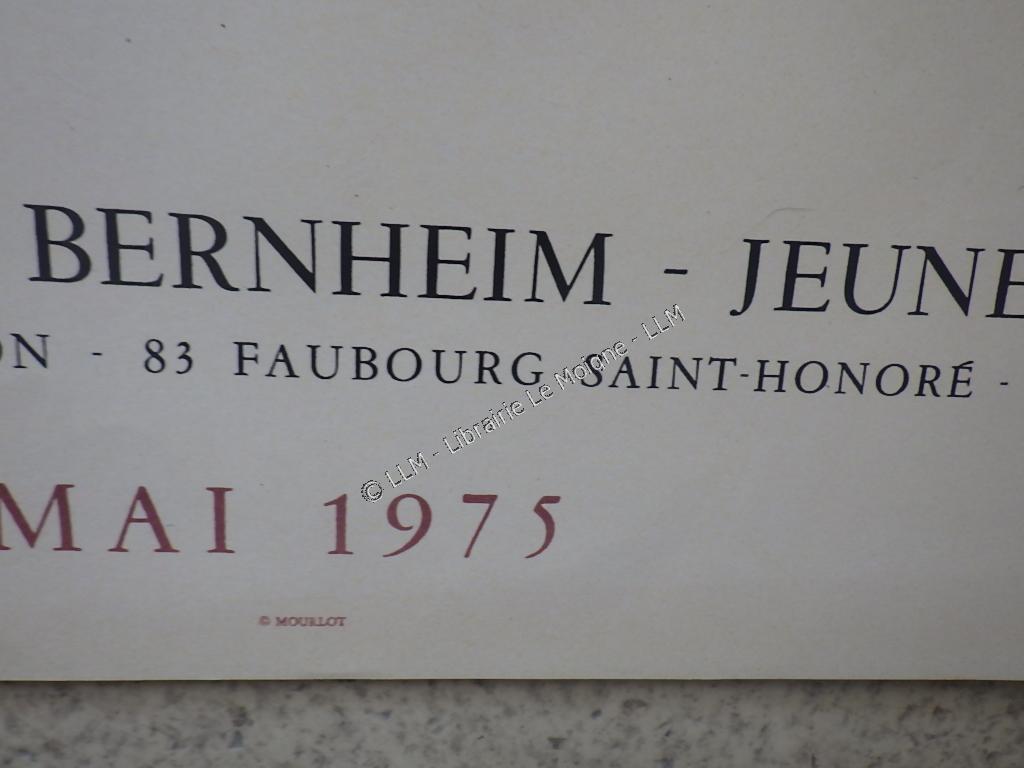 BERNHEIM - JEUNE
ON - 83 FAUBOURG SAINT-HONORÉ -
MAI 1975
© MOURLOT
© LLM - Librairie Le Moigne - LLM